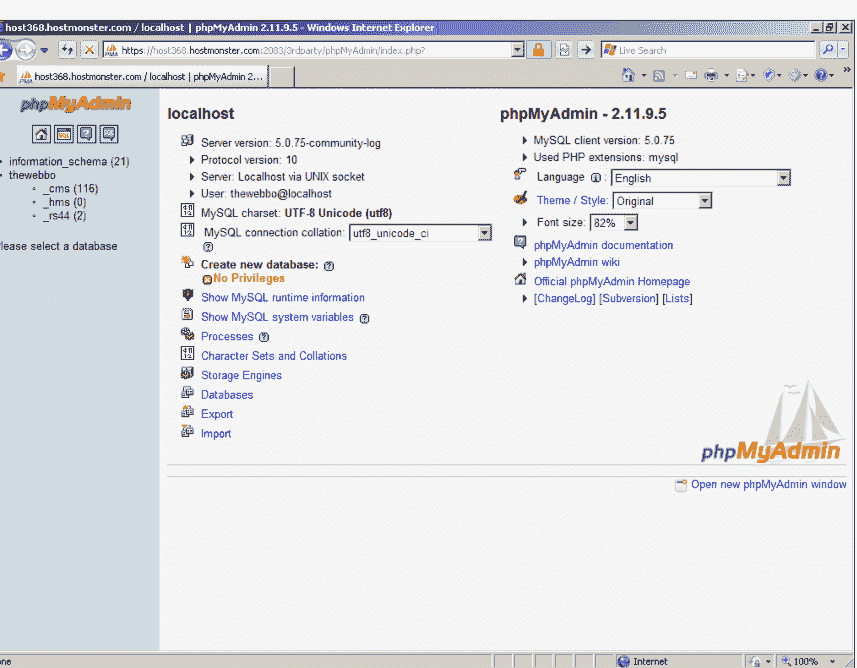 host368.hostmonster.com / localhost | phpMyAdmin 2.11.9.5 - Windows Internet Explorer
https://host368.hostmonster.com:2083/3rdparty/phpMyAdmin/index.php?
Live Search
host368.hostmonster.com / localhost | phpMyAdmin 2...
phpMyAdmin
SQL
information_schema (21)
thewebbo
_cms (116)
_hms (0)
_rs44 (2)
lease select a database
localhost
Server version: 5.0.75-community-log
Protocol version: 10
Server: Localhost via UNIX socket
User: thewebbo@localhost
MySQL charset: UTF-8 Unicode (utf8)
MySQL connection collation: utf8_unicode_ci
Create new database:
No Privileges
Show MySQL runtime information
Show MySQL system variables
Processes
Character Sets and Collations
Storage Engines
Databases
Export
Import
phpMyAdmin - 2.11.9.5
MySQL client version: 5.0.75
Used PHP extensions: mysql
Language : English
Theme / Style: Original
Font size: 82%
phpMyAdmin documentation
phpMyAdmin wiki
Official phpMyAdmin Homepage
[ChangeLog] [Subversion] [Lists]
phpMyAdmin
Open new phpMyAdmin window
one
Internet
100%